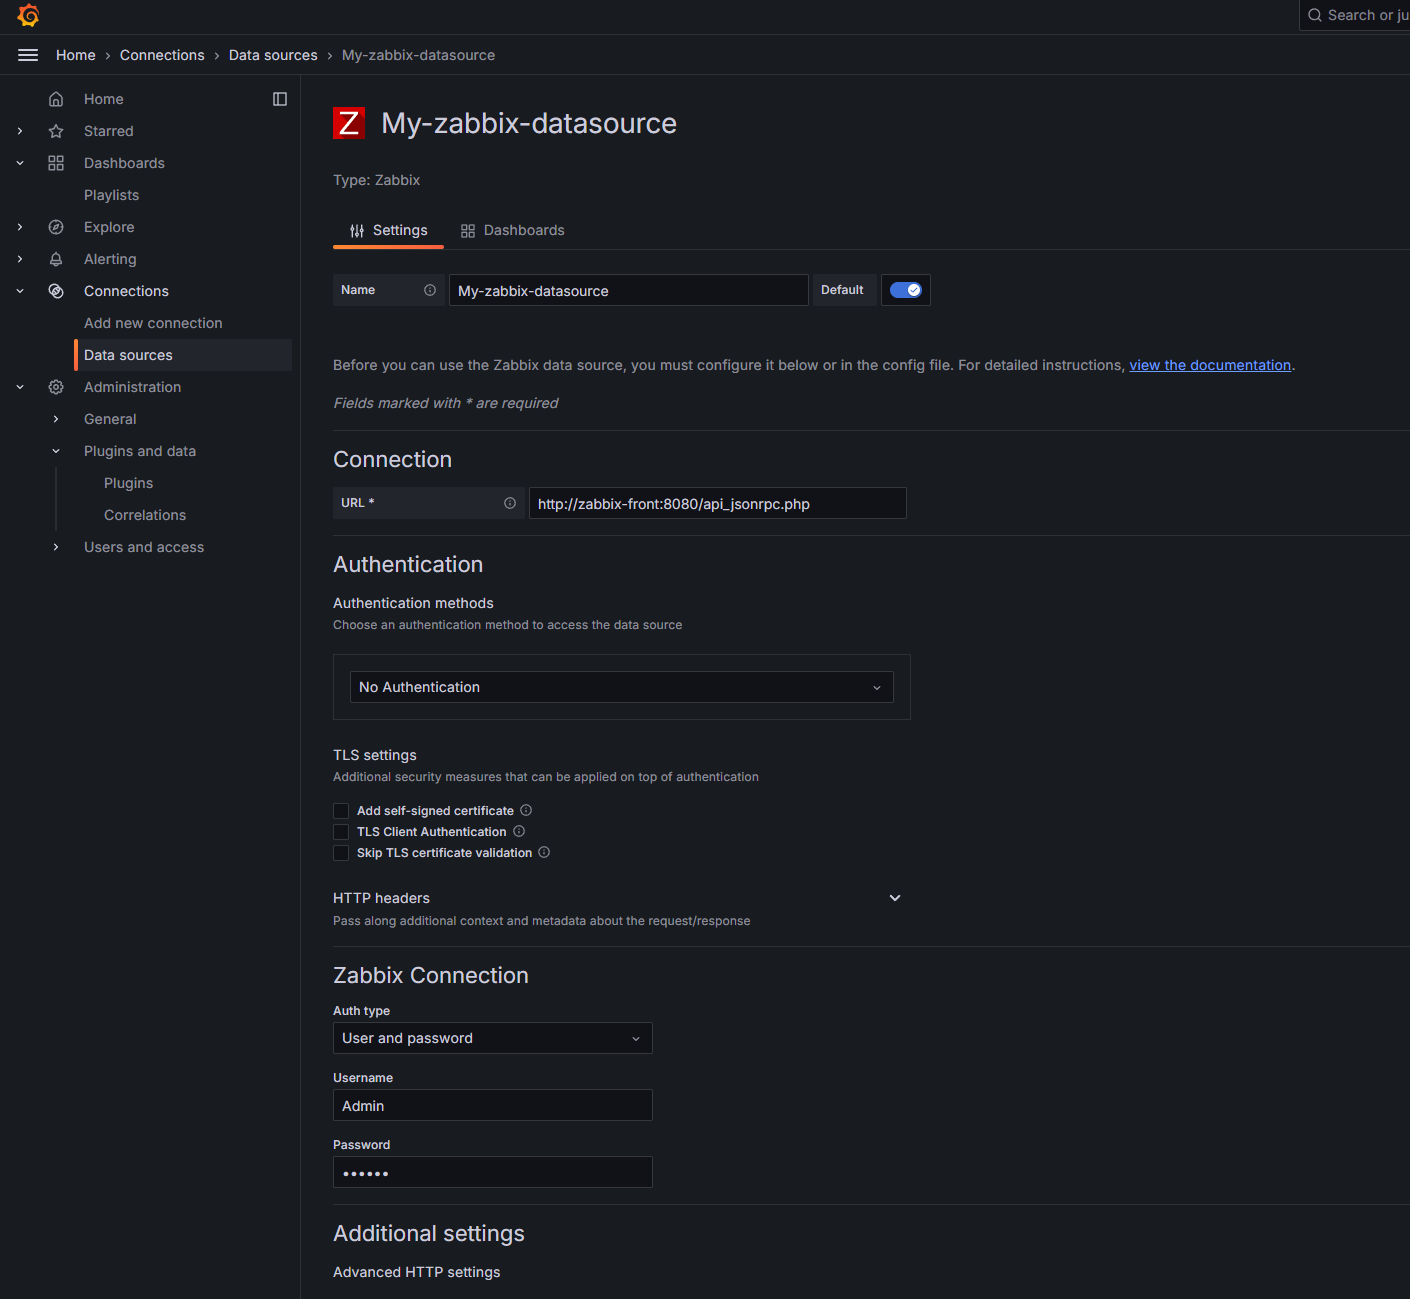 Search or ju
Home › Connections › Data sources › My-zabbix-datasource
Home
Starred
Dashboards
Playlists
Explore
Alerting
Connections
Add new connection
Data sources
Administration
General
Plugins and data
Plugins
Correlations
Users and access
Z My-zabbix-datasource
Type: Zabbix
Settings Dashboards
Name My-zabbix-datasource Default
Before you can use the Zabbix data source, you must configure it below or in the config file. For detailed instructions, view the documentation.
Fields marked with * are required
Connection
URL * http://zabbix-front:8080/api_jsonrpc.php
Authentication
Authentication methods
Choose an authentication method to access the data source
No Authentication
TLS settings
Additional security measures that can be applied on top of authentication
Add self-signed certificate
TLS Client Authentication
Skip TLS certificate validation
HTTP headers
Pass along additional context and metadata about the request/response
Zabbix Connection
Auth type
User and password
Username
Admin
Password
••••••
Additional settings
Advanced HTTP settings